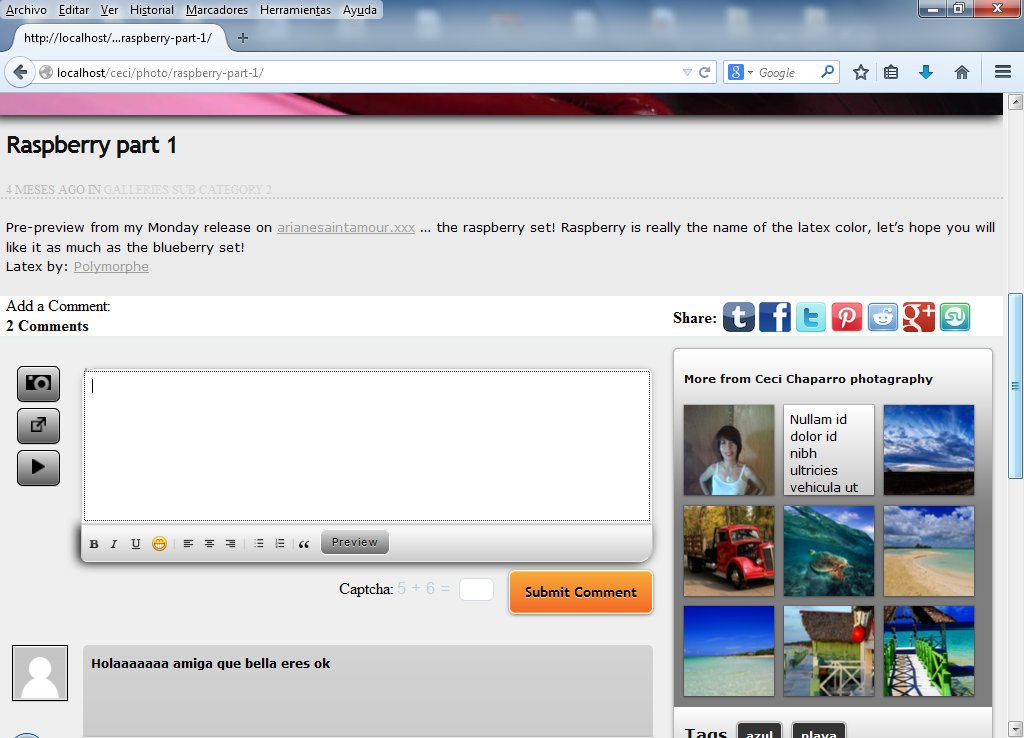 Archivo Editar Ver Historial Marcadores Herramientas Ayuda
http://localhost/...raspberry-part-1/ +
localhost/ceci/photo/raspberry-part-1/ 8 Google
Raspberry part 1
4 MESES AGO IN GALLERIES SUB CATEGORY 2
Pre-preview from my Monday release on arianesaintamour.xxx ... the raspberry set! Raspberry is really the name of the latex color, let’s hope you will
like it as much as the blueberry set!
Latex by: Polymorphe
Add a Comment:
2 Comments
Share: t f t P g+
B I U Preview
Captcha: 5 + 6 = Submit Comment
Holaaaaaaa amiga que bella eres ok
More from Ceci Chaparro photagraphy
Nullam id
dolor id
nibh
ultricies
vehicula ut
Tags azul playa